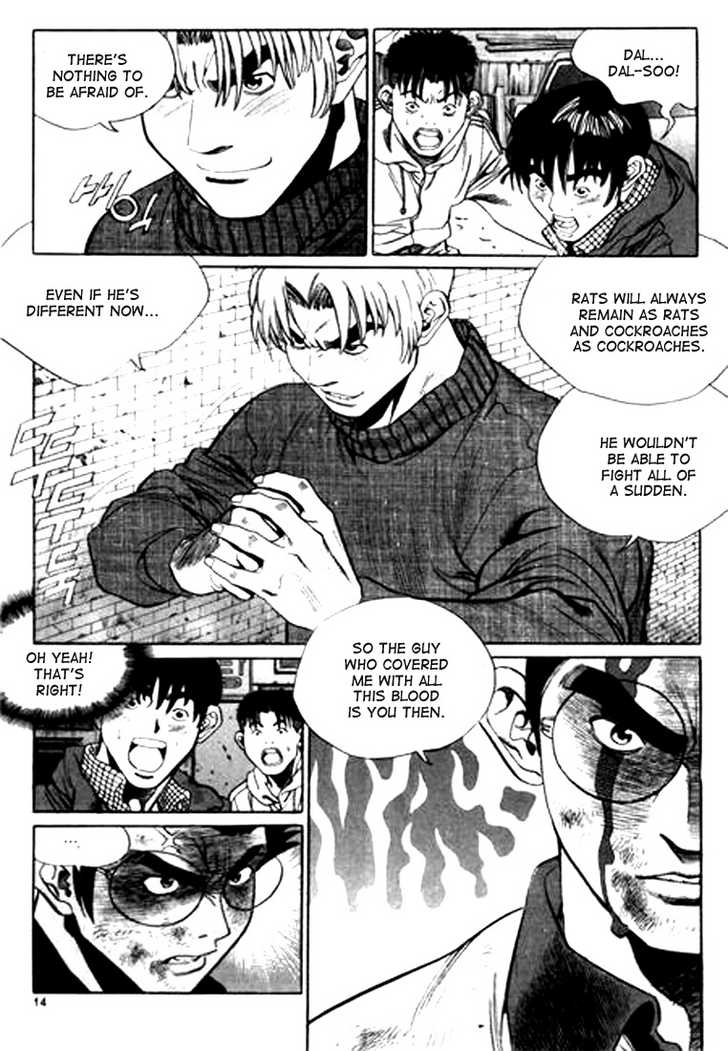 THERE'S
NOTHING TO
BE AFRAID OF.
DAL...
DAL-SOO!
EVEN IF HE'S
DIFFERENT NOW...
RATS WILL ALWAYS
REMAIN AS RATS
AND COCKROACHES
AS COCKROACHES.
HE WOULDN'T
BE ABLE TO
FIGHT ALL OF
A SUDDEN.
OH YEAH!
THAT'S
RIGHT!
SO THE GUY
WHO COVERED
ME WITH ALL
THIS BLOOD
IS YOU THEN.
...
14